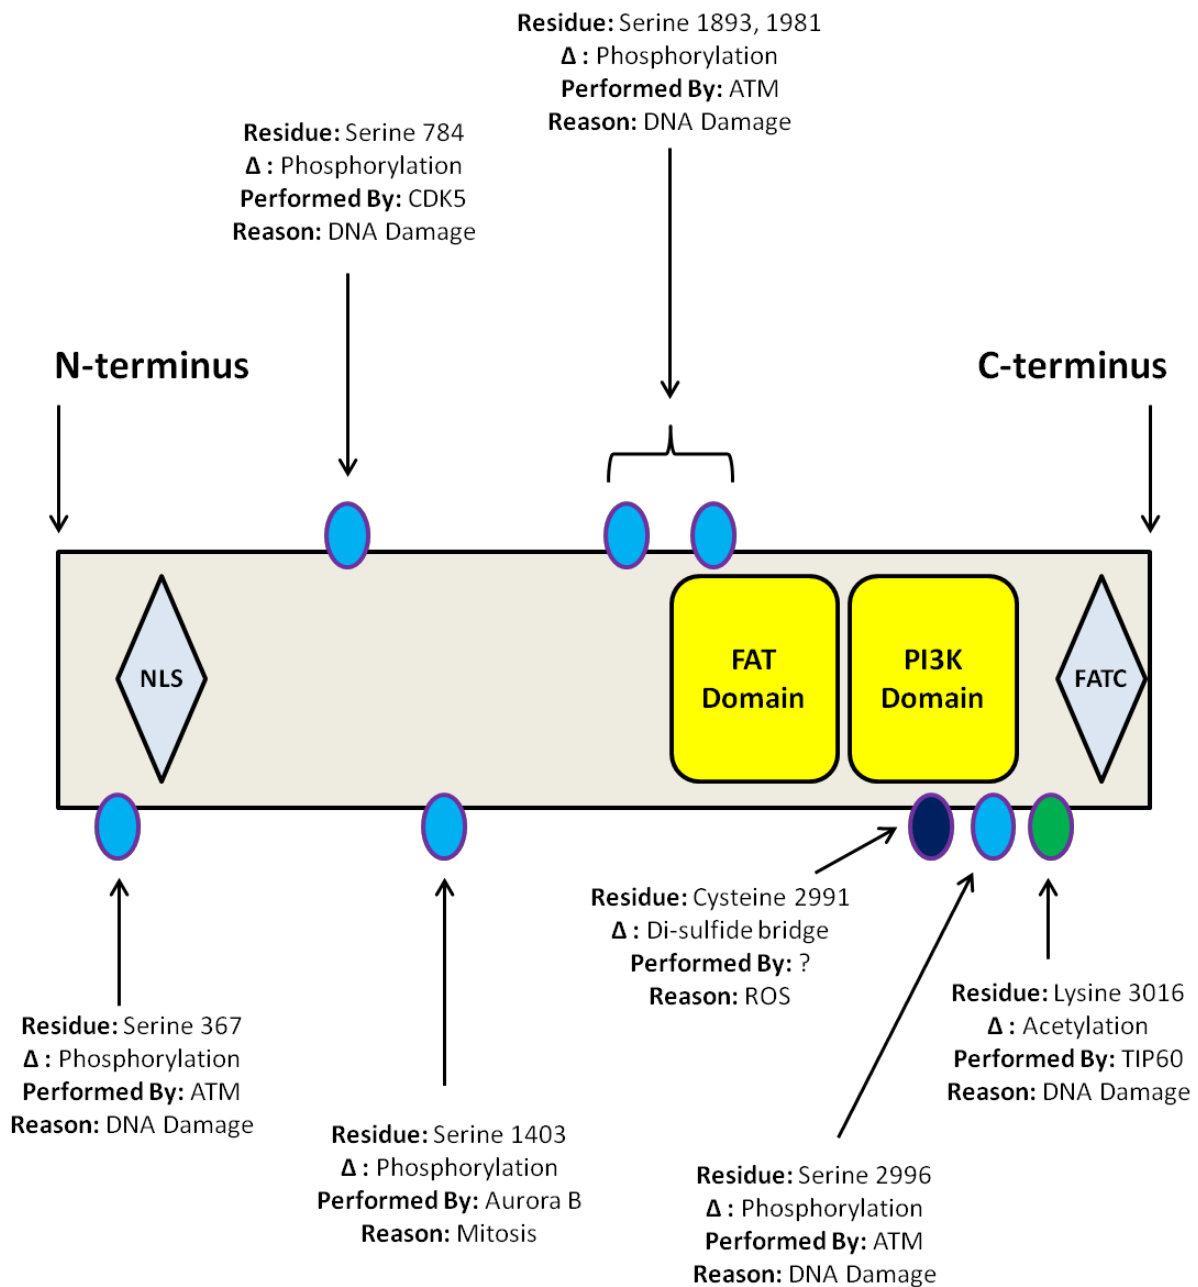 Residue: Serine 1893, 1981
Δ : Phosphorylation
Performed By: ATM
Reason: DNA Damage
Residue: Serine 784
Δ : Phosphorylation
Performed By: CDK5
Reason: DNA Damage
N-terminus
C-terminus
NLS
FAT
Domain
PI3K
Domain
FATC
Residue: Cysteine 2991
Δ : Di-sulfide bridge
Performed By: ?
Reason: ROS
Residue: Lysine 3016
Δ : Acetylation
Performed By: TIP60
Reason: DNA Damage
Residue: Serine 367
Δ : Phosphorylation
Performed By: ATM
Reason: DNA Damage
Residue: Serine 1403
Δ : Phosphorylation
Performed By: Aurora B
Reason: Mitosis
Residue: Serine 2996
Δ : Phosphorylation
Performed By: ATM
Reason: DNA Damage